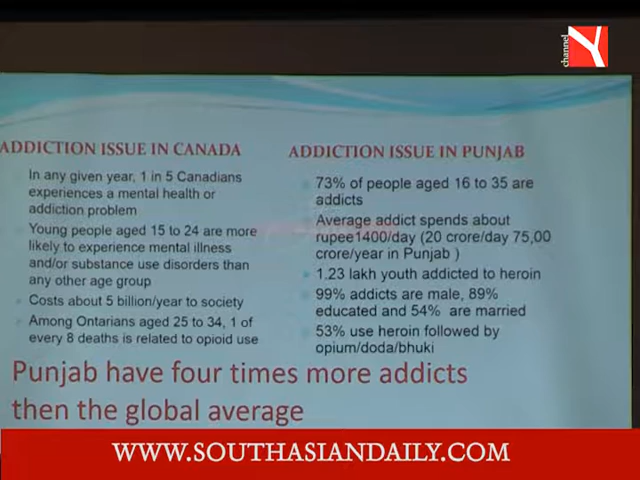 channel Y
ADDICTION ISSUE IN CANADA
In any given year, 1 in 5 Canadians
experiences a mental health or
addiction problem
Young people aged 15 to 24 are more
likely to experience mental illness
and/or substance use disorders than
any other age group
Costs about 5 billion/year to society
Among Ontarians aged 25 to 34, 1 of
every 8 deaths is related to opioid use
ADDICTION ISSUE IN PUNJAB
73% of people aged 16 to 35 are
addicts
Average addict spends about
rupee1400/day (20 crore/day 75,00
crore/year in Punjab )
1.23 lakh youth addicted to heroin
99% addicts are male, 89%
educated and 54% are married
53% use heroin followed by
opium/doda/bhuki
Punjab have four times more addicts
then the global average
WWW.SOUTHASIANDAILY.COM